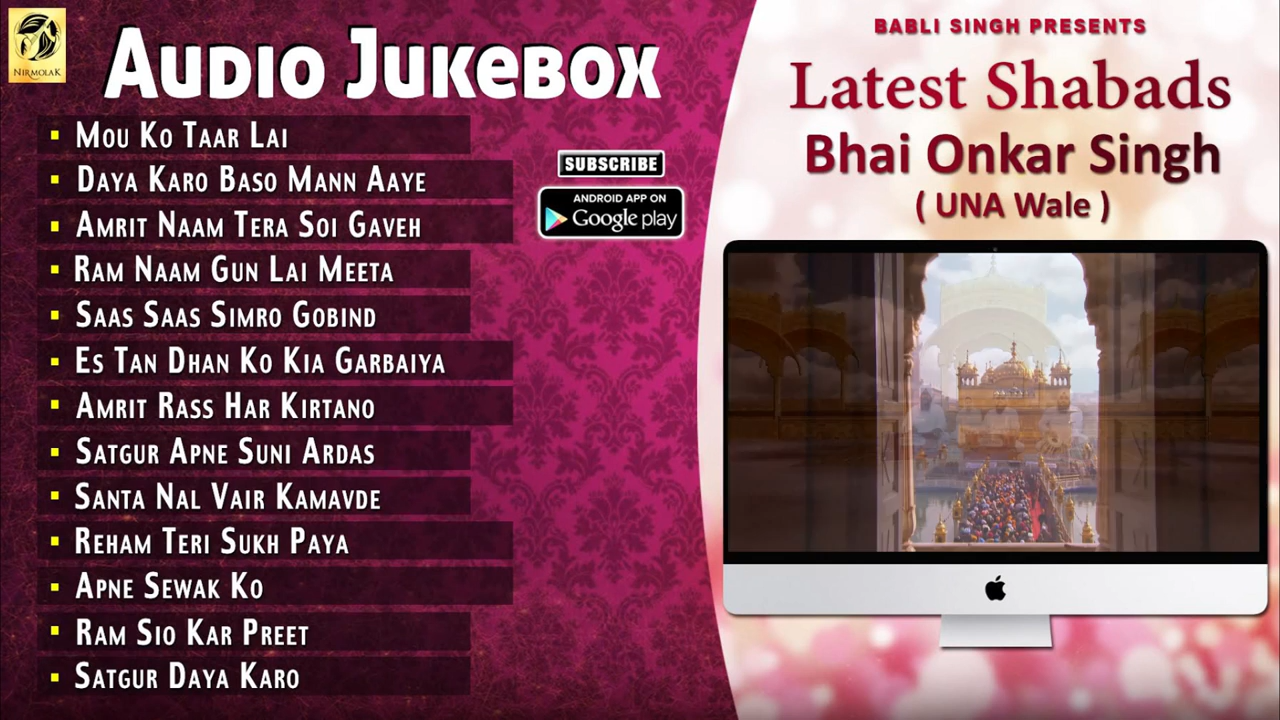 NIRMOLAK
AUDIO JUKEBOX
MOU KO TAAR LAI
DAYA KARO BASO MANN AAYE
AMRIT NAAM TERA SOI GAVEH
RAM NAAM GUN LAI MEETA
SAAS SAAS SIMRO GOBIND
ES TAN DHAN KO KIA GARBAIYA
AMRIT RASS HAR KIRTANO
SATGUR APNE SUNI ARDAS
SANTA NAL VAIR KAMAVDE
REHAM TERI SUKH PAYA
APNE SEWAK KO
RAM SIO KAR PREET
SATGUR DAYA KARO
SUBSCRIBE
ANDROID APP ON
Google play
BABLI SINGH PRESENTS
Latest Shabads
Bhai Onkar Singh
( UNA Wale )